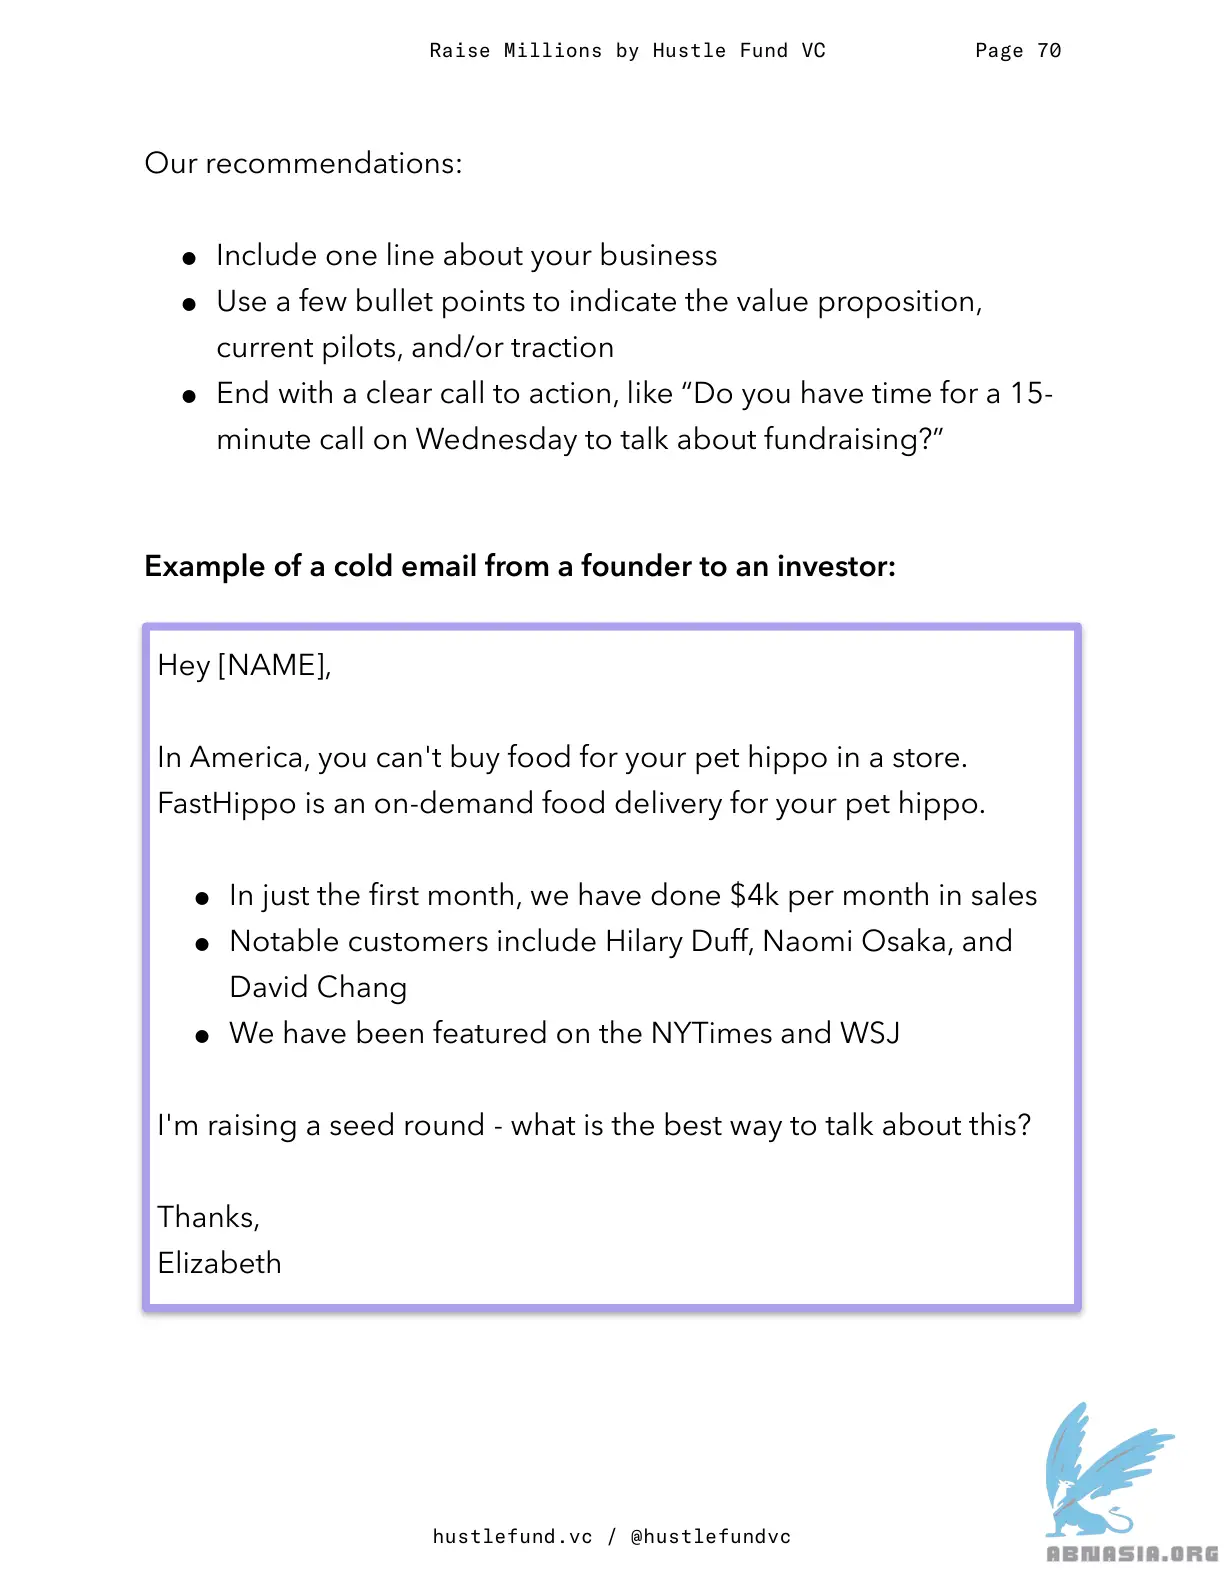 Raise Millions by Hustle Fund VC Page 70
Our recommendations:
● Include one line about your business
● Use a few bullet points to indicate the value proposition,
current pilots, and/or traction
● End with a clear call to action, like “Do you have time for a 15-
minute call on Wednesday to talk about fundraising?”
Example of a cold email from a founder to an investor:
Hey [NAME],
In America, you can't buy food for your pet hippo in a store.
FastHippo is an on-demand food delivery for your pet hippo.
● In just the first month, we have done $4k per month in sales
● Notable customers include Hilary Duff, Naomi Osaka, and
David Chang
● We have been featured on the NYTimes and WSJ
I'm raising a seed round - what is the best way to talk about this?
Thanks,
Elizabeth
hustlefund.vc / @hustlefundvc
ABNASIA.ORG